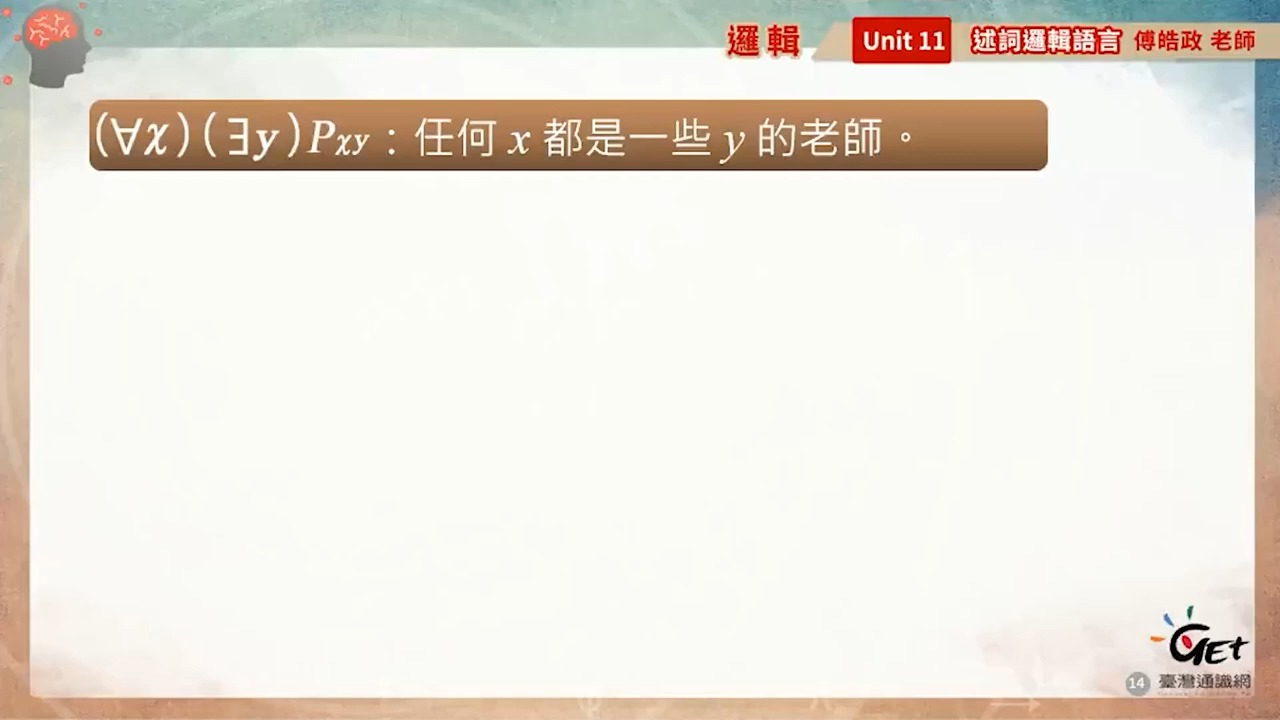 邏輯 Unit 11 述詞邏輯語言 傅皓政 老師
(∀x)(∃y)Pxy：任何 x 都是一些 y 的老師。
GET
14 臺灣通識網